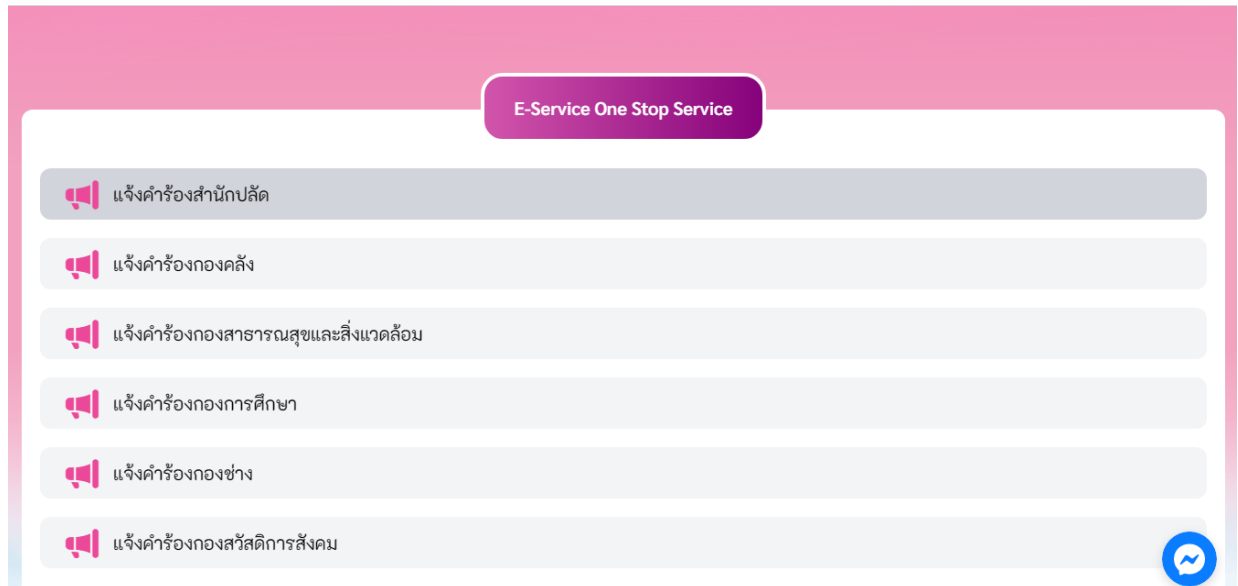 E-Service One Stop Service
แจ้งคำร้องสำนักปลัด
แจ้งคำร้องกองคลัง
แจ้งคำร้องกองสาธารณสุขและสิ่งแวดล้อม
แจ้งคำร้องกองการศึกษา
แจ้งคำร้องกองช่าง
แจ้งคำร้องกองสวัสดิการสังคม